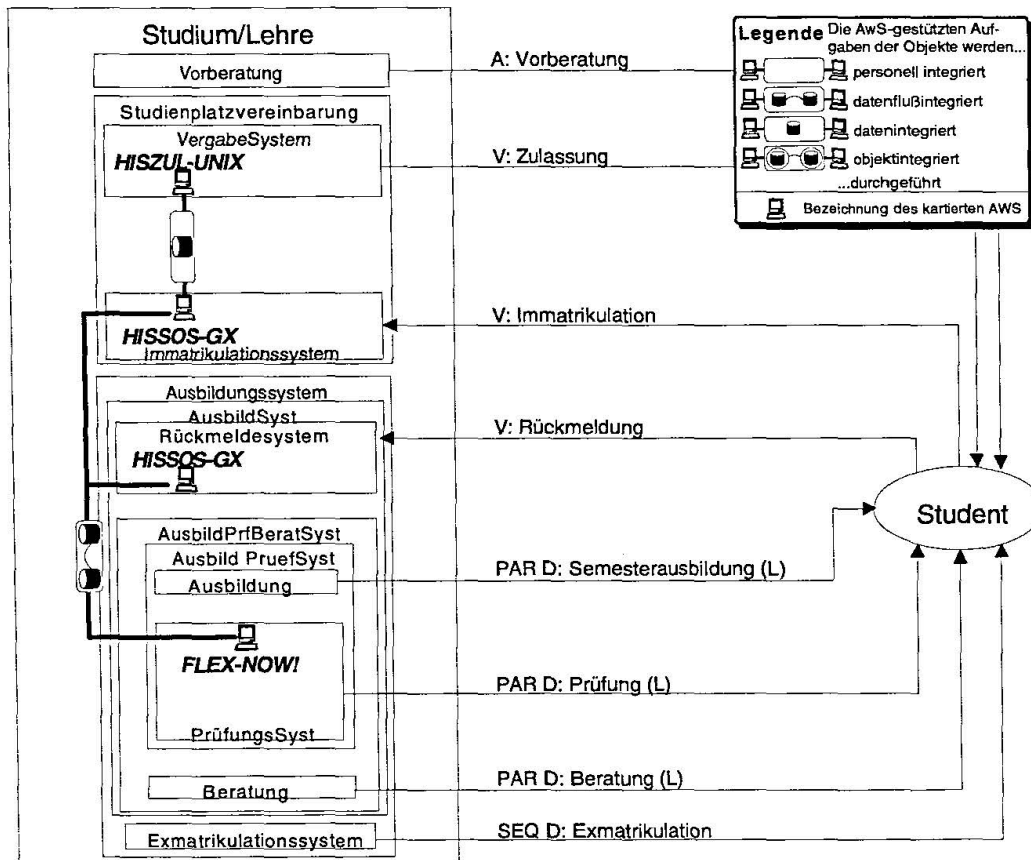 Studium/Lehre
Vorberatung
Studienplatzvereinbarung
VergabeSystem
HISZUL-UNIX
HISSOS-GX
Immatrikulationssystem
Ausbildungssystem
AusbildSyst
Rückmeldesystem
HISSOS-GX
AusbildPrfBeratSyst
Ausbild PruefSyst
Ausbildung
FLEX-NOW!
PrüfungsSyst
Beratung
Exmatrikulationssystem
A: Vorberatung
V: Zulassung
V: Immatrikulation
V: Rückmeldung
PAR D: Semesterausbildung (L)
PAR D: Prüfung (L)
PAR D: Beratung (L)
SEQ D: Exmatrikulation
Legende Die AwS-gestützten Auf-
gaben der Objekte werden...
personell integriert
datenflußintegriert
datenintegriert
objektintegriert
...durchgeführt
Bezeichnung des kartierten AWS
Student